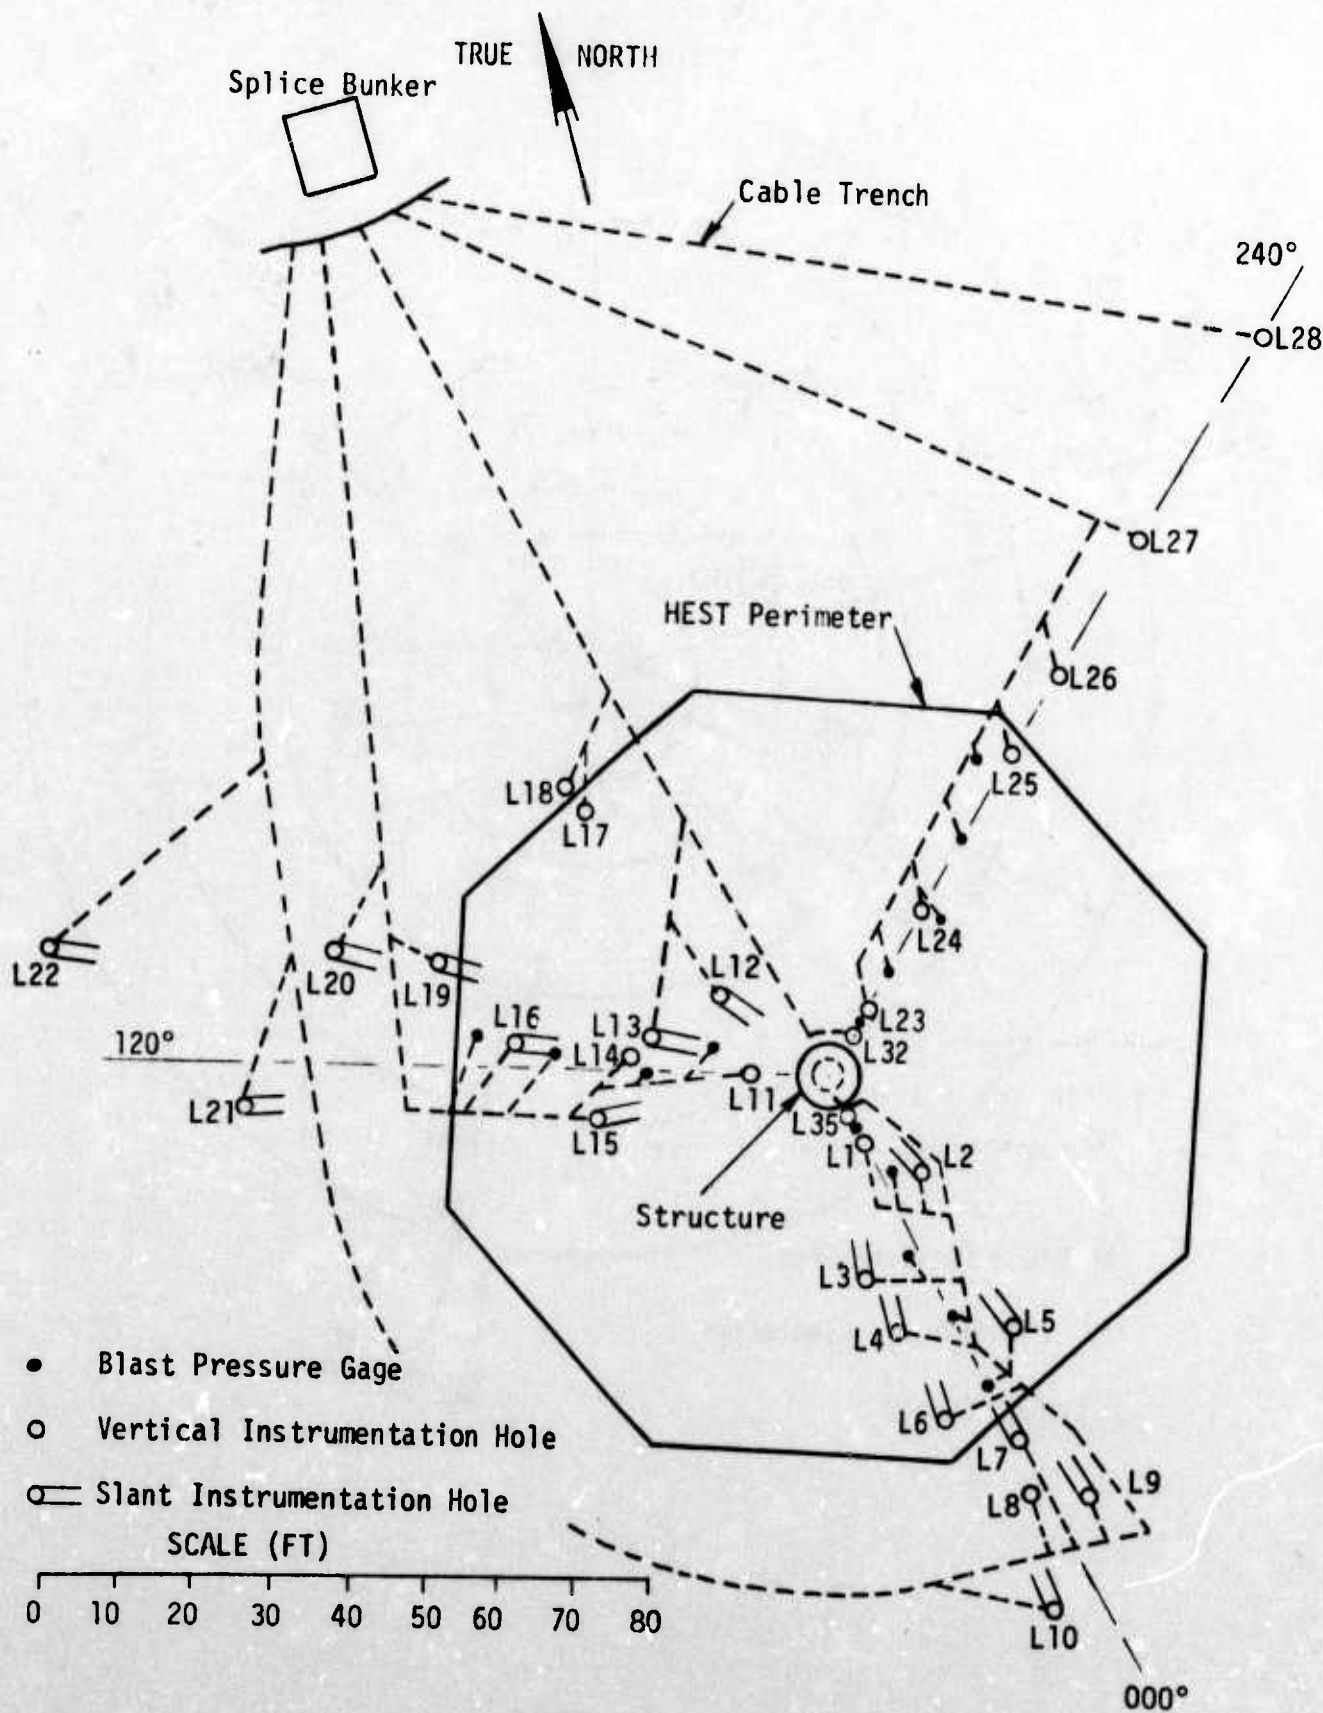 TRUE NORTH
Splice Bunker
Cable Trench
240°
L28
L27
HEST Perimeter
L26
L25
L18
L17
L24
L22
L20
L19
L12
L23
L16
L13
L32
120°
L14
L11
L21
L15
L35
L1
L2
Structure
L3
L4
L5
Blast Pressure Gage
L6
Vertical Instrumentation Hole
L7
L9
L8
Slant Instrumentation Hole
SCALE (FT)
0 10 20 30 40 50 60 70 80
L10
000°